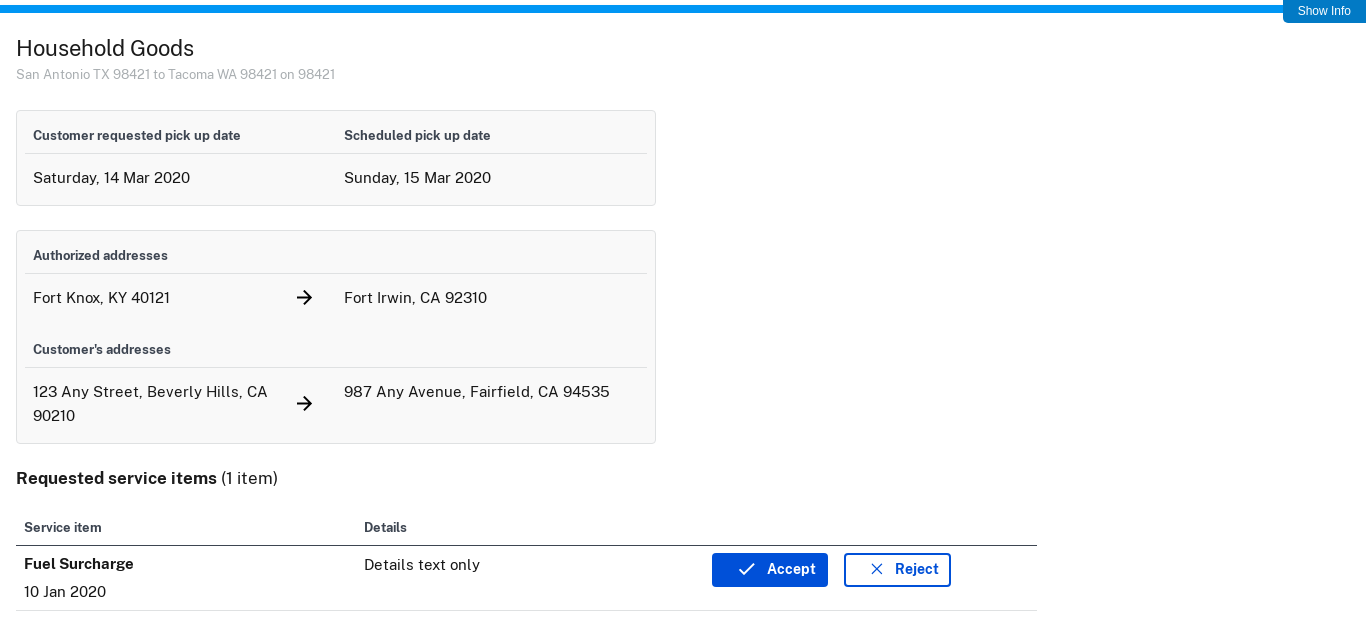 Show Info
Household Goods
San Antonio TX 98421 to Tacoma WA 98421 on 98421
Customer requested pick up date
Scheduled pick up date
Saturday, 14 Mar 2020
Sunday, 15 Mar 2020
Authorized addresses
Fort Knox, KY 40121
Fort Irwin, CA 92310
Customer's addresses
123 Any Street, Beverly Hills, CA
90210
987 Any Avenue, Fairfield, CA 94535
Requested service items (1 item)
Service item
Details
Fuel Surcharge
10 Jan 2020
Details text only
Accept
Reject